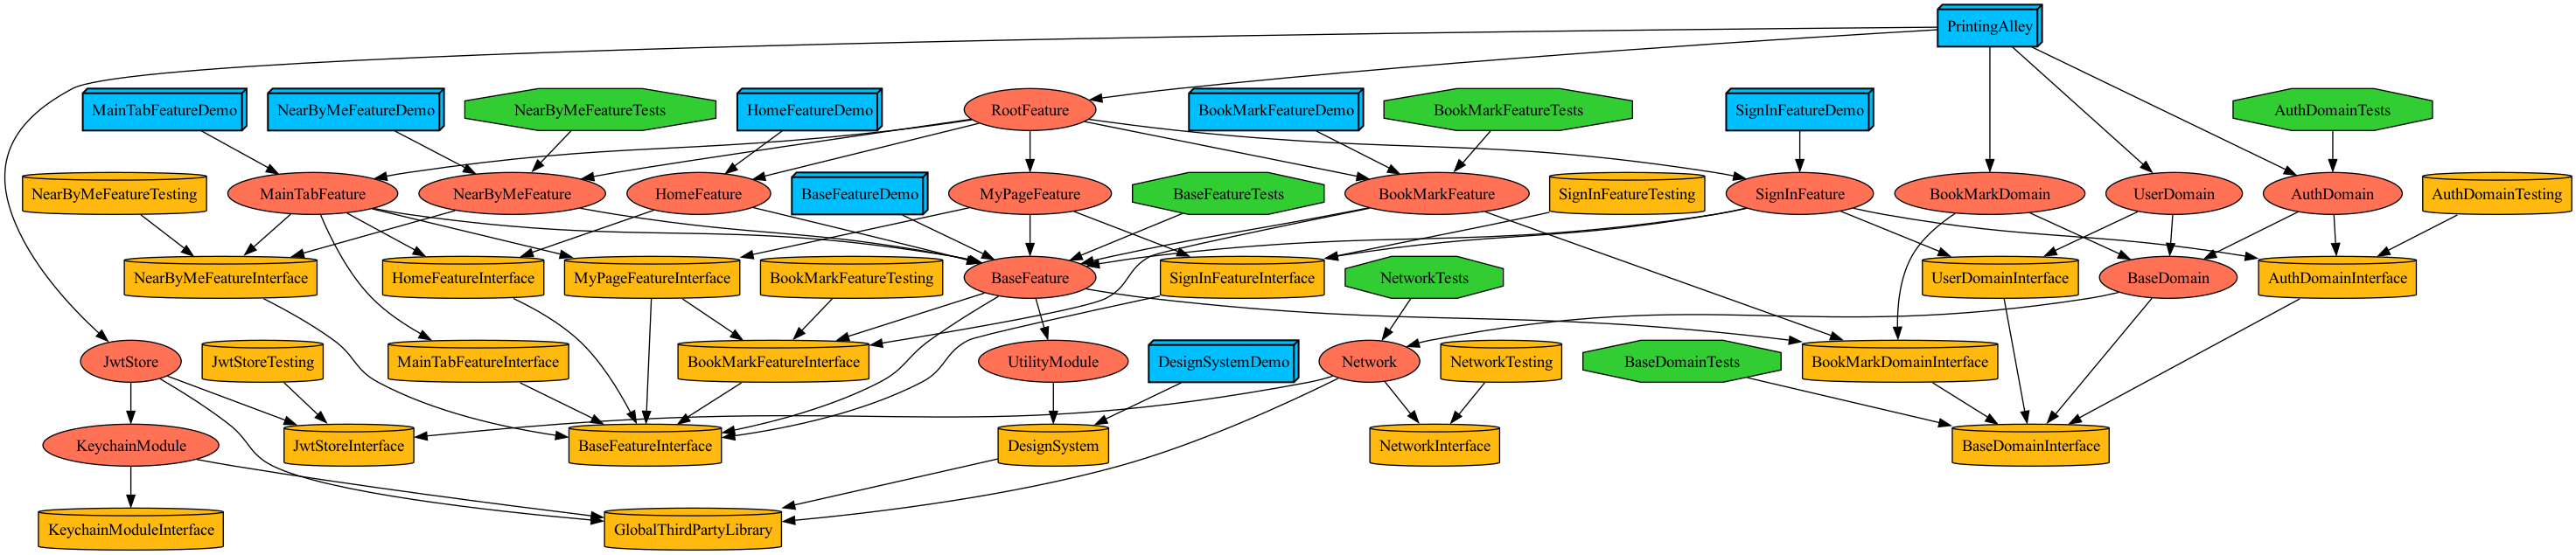 PrintingAlley
MainTabFeatureDemo
NearByMeFeatureDemo
NearByMeFeatureTests
HomeFeatureDemo
RootFeature
BookMarkFeatureDemo
BookMarkFeatureTests
SignInFeatureDemo
AuthDomainTests
NearByMeFeatureTesting
MainTabFeature
NearByMeFeature
HomeFeature
BaseFeatureDemo
MyPageFeature
BaseFeatureTests
BookMarkFeature
SignInFeatureTesting
SignInFeature
BookMarkDomain
UserDomain
AuthDomain
AuthDomainTesting
NearByMeFeatureInterface
HomeFeatureInterface
MyPageFeatureInterface
BookMarkFeatureTesting
BaseFeature
SignInFeatureInterface
NetworkTests
UserDomainInterface
BaseDomain
AuthDomainInterface
JwtStore
JwtStoreTesting
MainTabFeatureInterface
BookMarkFeatureInterface
UtilityModule
DesignSystemDemo
Network
NetworkTesting
BaseDomainTests
BookMarkDomainInterface
KeychainModule
JwtStoreInterface
BaseFeatureInterface
DesignSystem
NetworkInterface
BaseDomainInterface
KeychainModuleInterface
GlobalThirdPartyLibrary